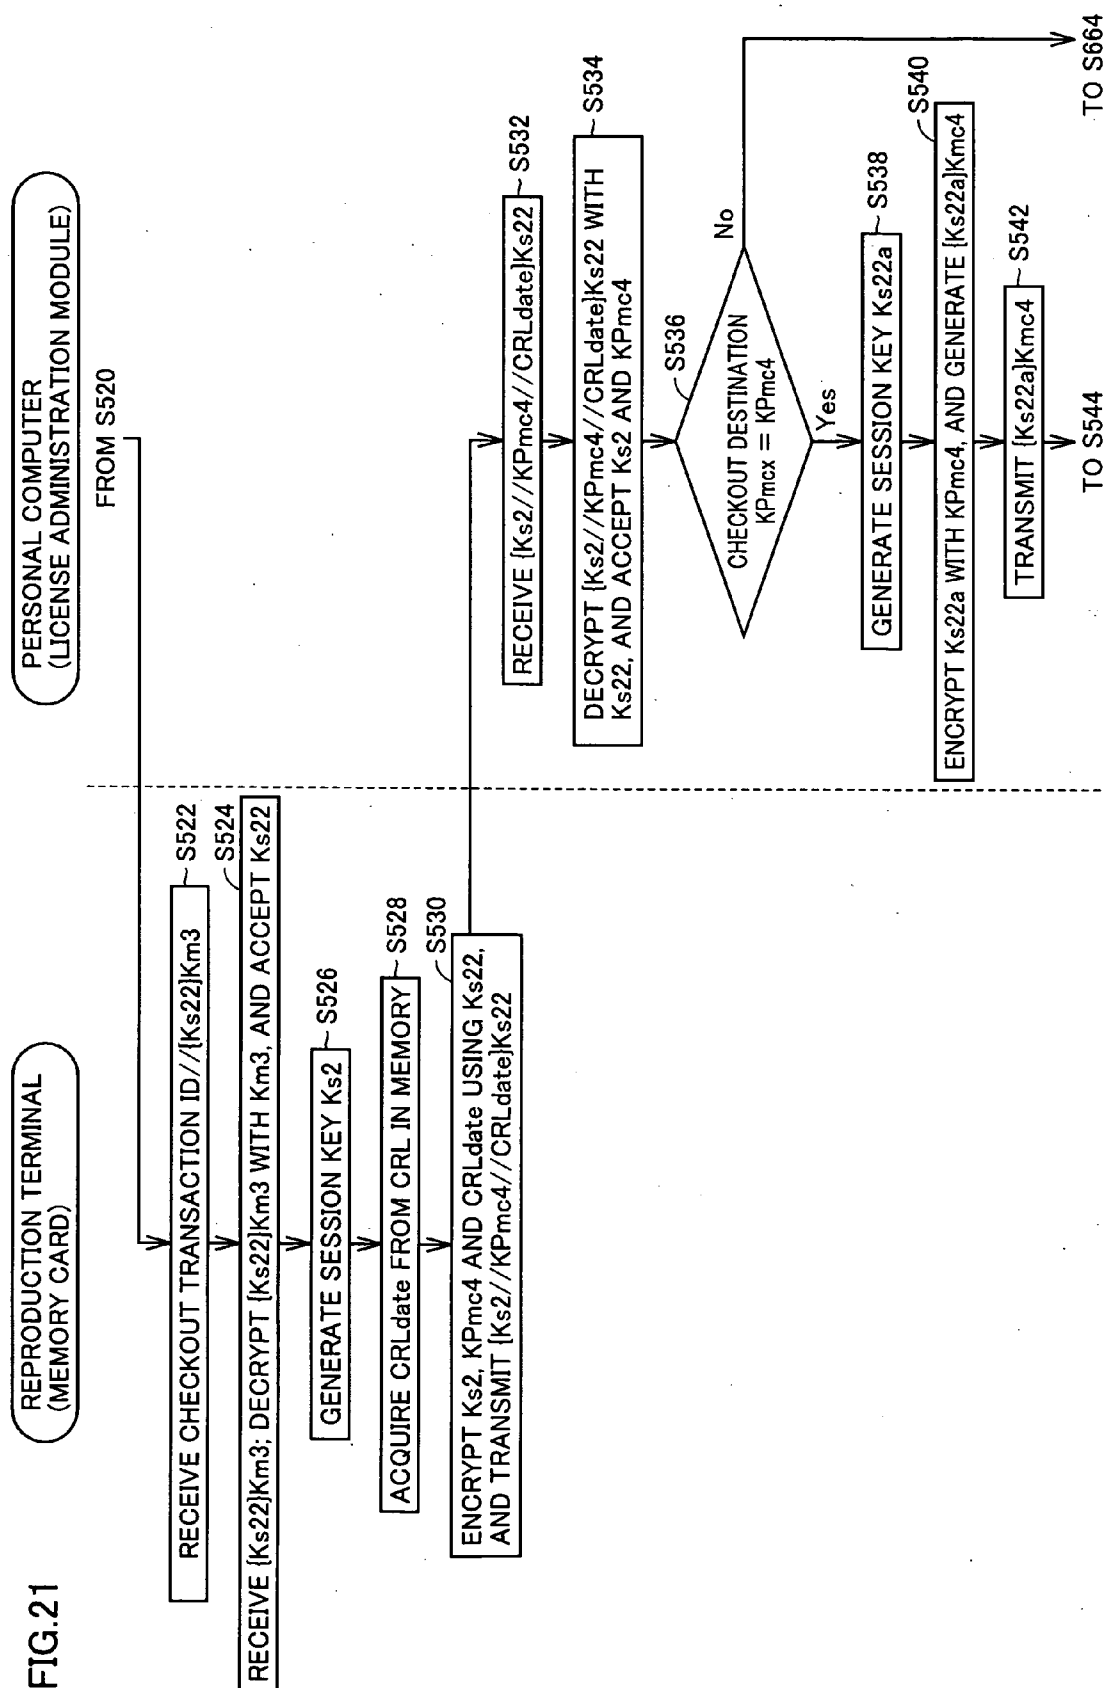 FIG.21
REPRODUCTION TERMINAL
(MEMORY CARD)
PERSONAL COMPUTER
(LICENSE ADMINISTRATION MODULE)
FROM S520
RECEIVE CHECKOUT TRANSACTION ID//{Ks22}Km3
S522
S524
RECEIVE {Ks22}Km3; DECRYPT {Ks22}Km3 WITH Km3, AND ACCEPT Ks22
GENERATE SESSION KEY Ks2
S526
ACQUIRE CRLdate FROM CRL IN MEMORY
S528
S530
ENCRYPT Ks2, KPmc4 AND CRLdate USING Ks22,
AND TRANSMIT {Ks2//KPmc4//CRLdate}Ks22
RECEIVE {Ks2//KPmc4//CRLdate}Ks22
S532
DECRYPT {Ks2//KPmc4//CRLdate}Ks22 WITH
Ks22, AND ACCEPT Ks2 AND KPmc4
S534
S536
CHECKOUT DESTINATION
KPmcx = KPmc4
No
Yes
GENERATE SESSION KEY Ks22a
S538
S540
ENCRYPT Ks22a WITH KPmc4, AND GENERATE {Ks22a}Kmc4
TRANSMIT {Ks22a}Kmc4
S542
TO S544
TO S664